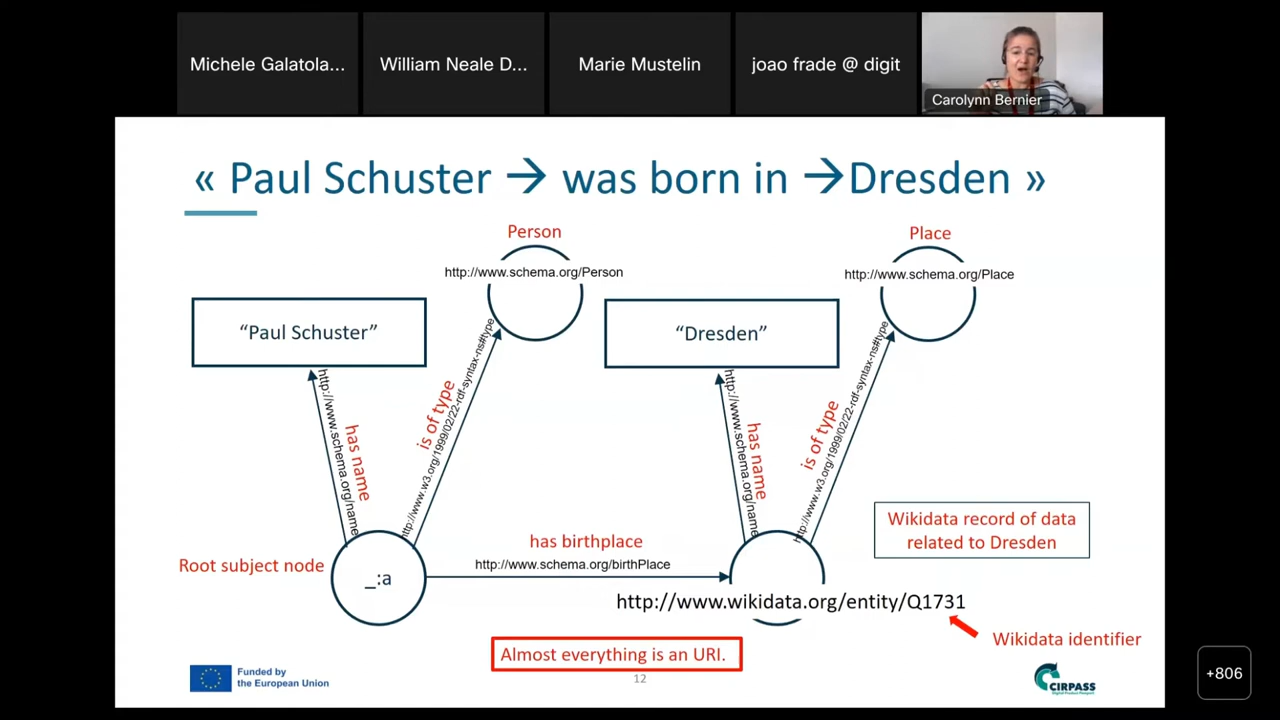 Michele Galatola...
William Neale D...
Marie Mustelin
joao frade @ digit
Carolynn Bernier
« Paul Schuster → was born in →Dresden »
Person
http://www.schema.org/Person
Place
http://www.schema.org/Place
“Paul Schuster”
“Dresden”
http://www.schema.org/name
has name
is of type
http://www.w3.org/1999/02/22-rdf-syntax-ns#type
http://www.schema.org/name
has name
is of type
http://www.w3.org/1999/02/22-rdf-syntax-ns#type
Wikidata record of data
related to Dresden
Root subject node
_:a
has birthplace
http://www.schema.org/birthPlace
http://www.wikidata.org/entity/Q1731
Wikidata identifier
Almost everything is an URI.
Funded by
the European Union
12
CIRPASS
Digital Product Passport
+806